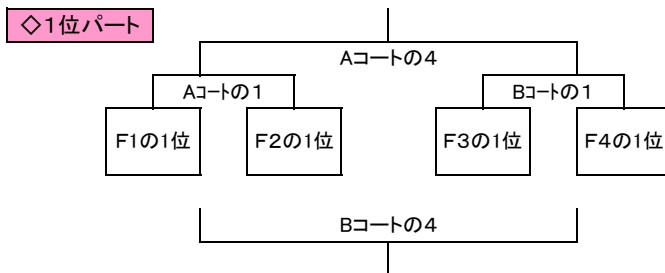 ◇１位パート
Aコートの４
Aｺｰﾄの１
Bｺｰﾄの１
F１の１位
F２の１位
F３の１位
F４の１位
Bコートの４